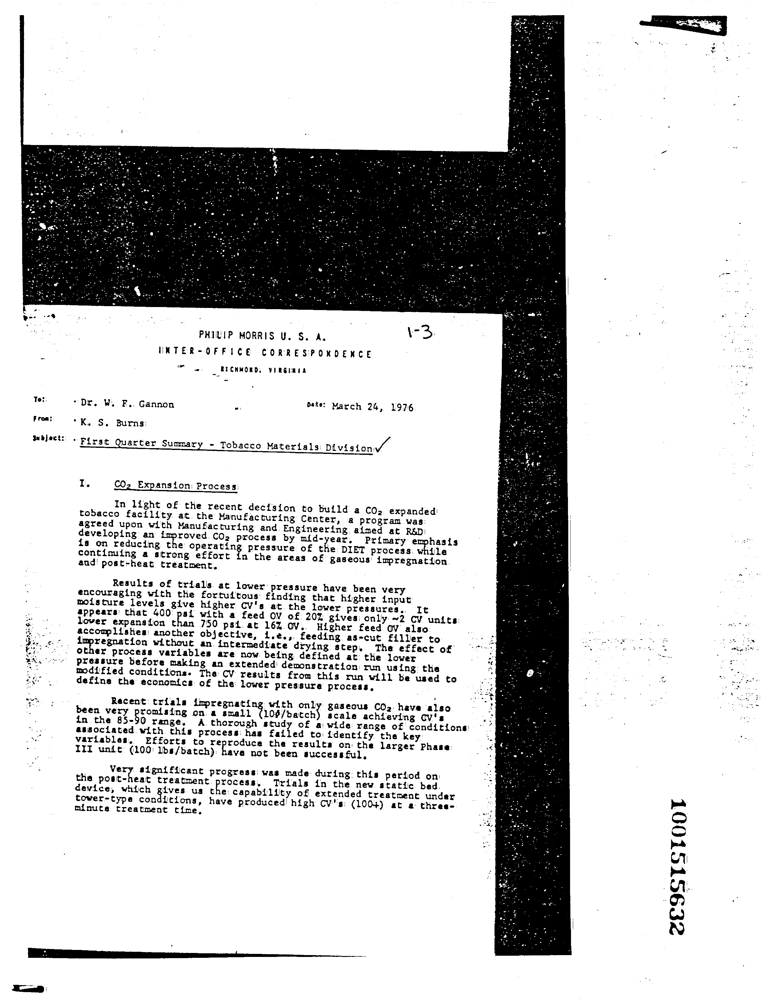 PHILIP MORRIS U. S. A.
1-3
INTER-OFFICE CORRESPONDENCE
RICHMOND, VIRGINIA
To: Dr. W. F. Gannon Date: March 24, 1976
From: K. S. Burns
Subject: First Quarter Summary - Tobacco Materials Division
I. CO₂ Expansion Process
In light of the recent decision to build a CO₂ expanded
tobacco facility at the Manufacturing Center, a program was
agreed upon with Manufacturing and Engineering aimed at R&D
developing an improved CO₂ process by mid-year. Primary emphasis
is on reducing the operating pressure of the DIET process while
continuing a strong effort in the areas of gaseous impregnation
and post-heat treatment.
Results of trials at lower pressure have been very
encouraging with the fortuitous finding that higher input
moisture levels give higher CV's at the lower pressures. It
appears that 400 psi with a feed OV of 20% gives only ~2 CV units
lower expansion than 750 psi at 16% OV. Higher feed OV also
accomplishes another objective, i.e., feeding as-cut filler to
impregnation without an intermediate drying step. The effect of
other process variables are now being defined at the lower
pressure before making an extended demonstration run using the
modified conditions. The CV results from this run will be used to
define the economics of the lower pressure process.
Recent trials impregnating with only gaseous CO₂ have also
been very promising on a small (10#/batch) scale achieving CV's
in the 85-90 range. A thorough study of a wide range of conditions
associated with this process has failed to identify the key
variables. Efforts to reproduce the results on the larger Phase
III unit (100 lbs/batch) have not been successful.
Very significant progress was made during this period on
the post-heat treatment process. Trials in the new static bed
device, which gives us the capability of extended treatment under
tower-type conditions, have produced high CV's (100+) at a three-
minute treatment time.
1001515632